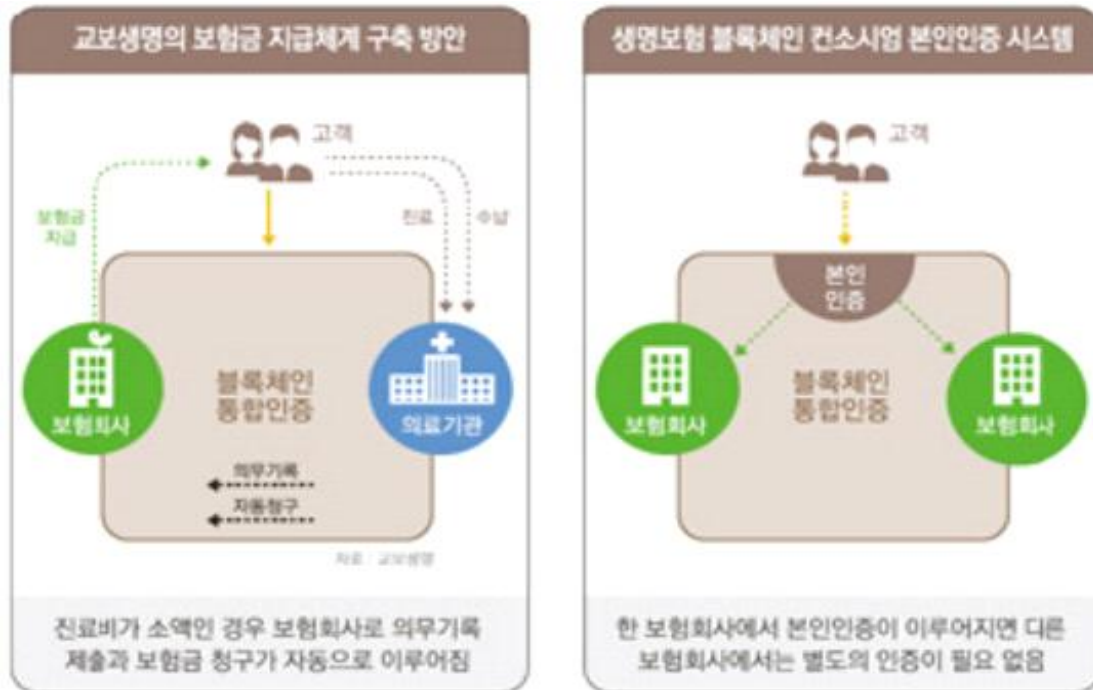 교보생명의 보험금 지급체계 구축 방안
고객
보험금
지급
진료
수납
블록체인
통합인증
보험회사
의료기관
의무기록
자동청구
자료 : 교보생명
진료비가 소액인 경우 보험회사로 의무기록
제출과 보험금 청구가 자동으로 이루어짐
생명보험 블록체인 컨소시엄 본인인증 시스템
고객
본인
인증
블록체인
통합인증
보험회사
보험회사
한 보험회사에서 본인인증이 이루어지면 다른
보험회사에서는 별도의 인증이 필요 없음